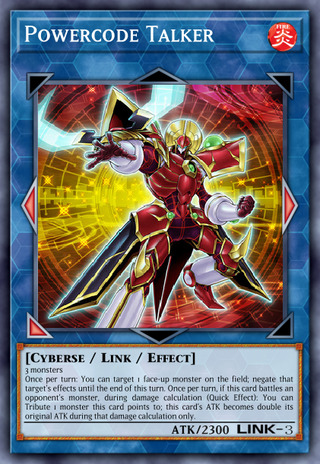 Powercode Talker
FIRE
炎
[Cyberse / Link / Effect]
3 monsters
Once per turn: You can target 1 face-up monster on the field; negate that
target's effects until the end of this turn. Once per turn, if this card battles an
opponent's monster, during damage calculation (Quick Effect): You can
Tribute 1 monster this card points to; this card's ATK becomes double its
original ATK during that damage calculation only.
ATK/2300 LINK-3